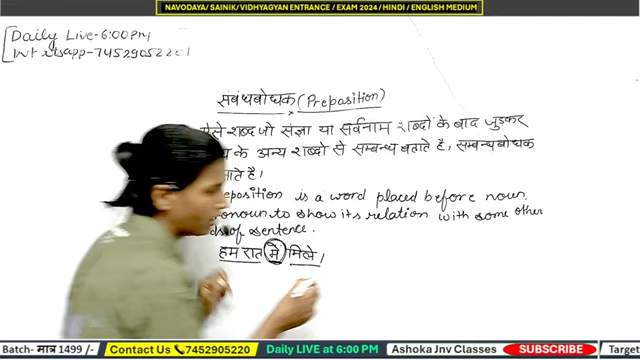 NAVODAYA/ SAINIK/ VIDHYAGYAN ENTRANCE / EXAM 2024 / HINDI / ENGLISH MEDIUM
Daily Live-6:00PM
संबंधबोधक (Preposition)
ऐसे शब्द जो संज्ञा या सर्वनाम शब्दों के बाद जुड़कर
के अन्य शब्दो से सम्बन्ध बताते है, सम्बन्धबोधक
eposition is a word placed before noun
onoun to show its relation with some other
of sentence.
हम रात में मिले।
Batch- मात्र 1499/- Contact Us 7452905220 Daily LIVE at 6:00 PM Ashoka Jnv Classes SUBSCRIBE Target